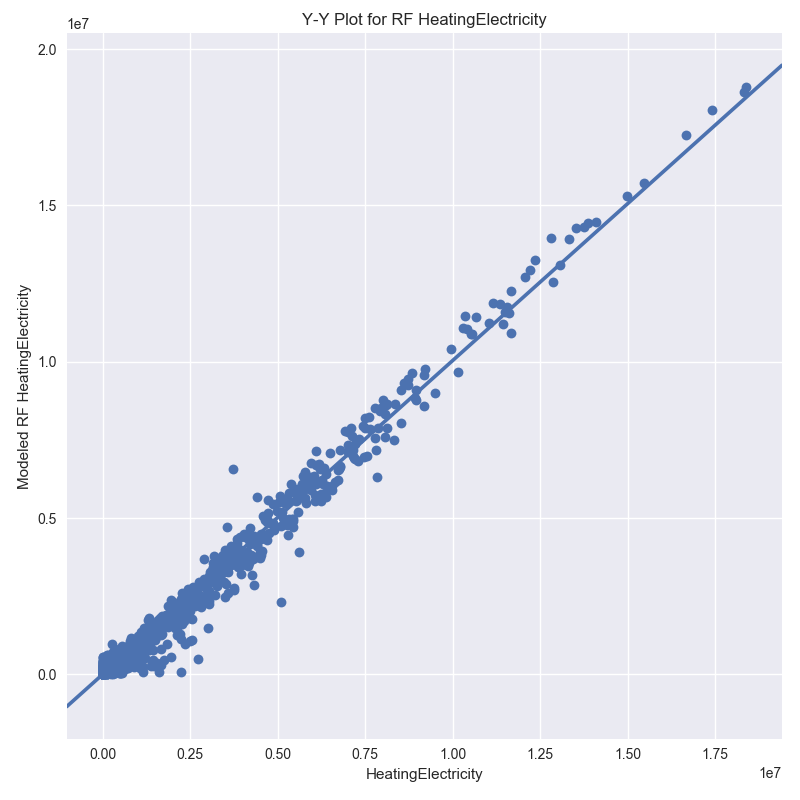 Y-Y Plot for RF HeatingElectricity
1e7
2.0
1.5
1.0
0.5
0.0
Modeled RF HeatingElectricity
0.00 0.25 0.50 0.75 1.00 1.25 1.50 1.75
HeatingElectricity
1e7